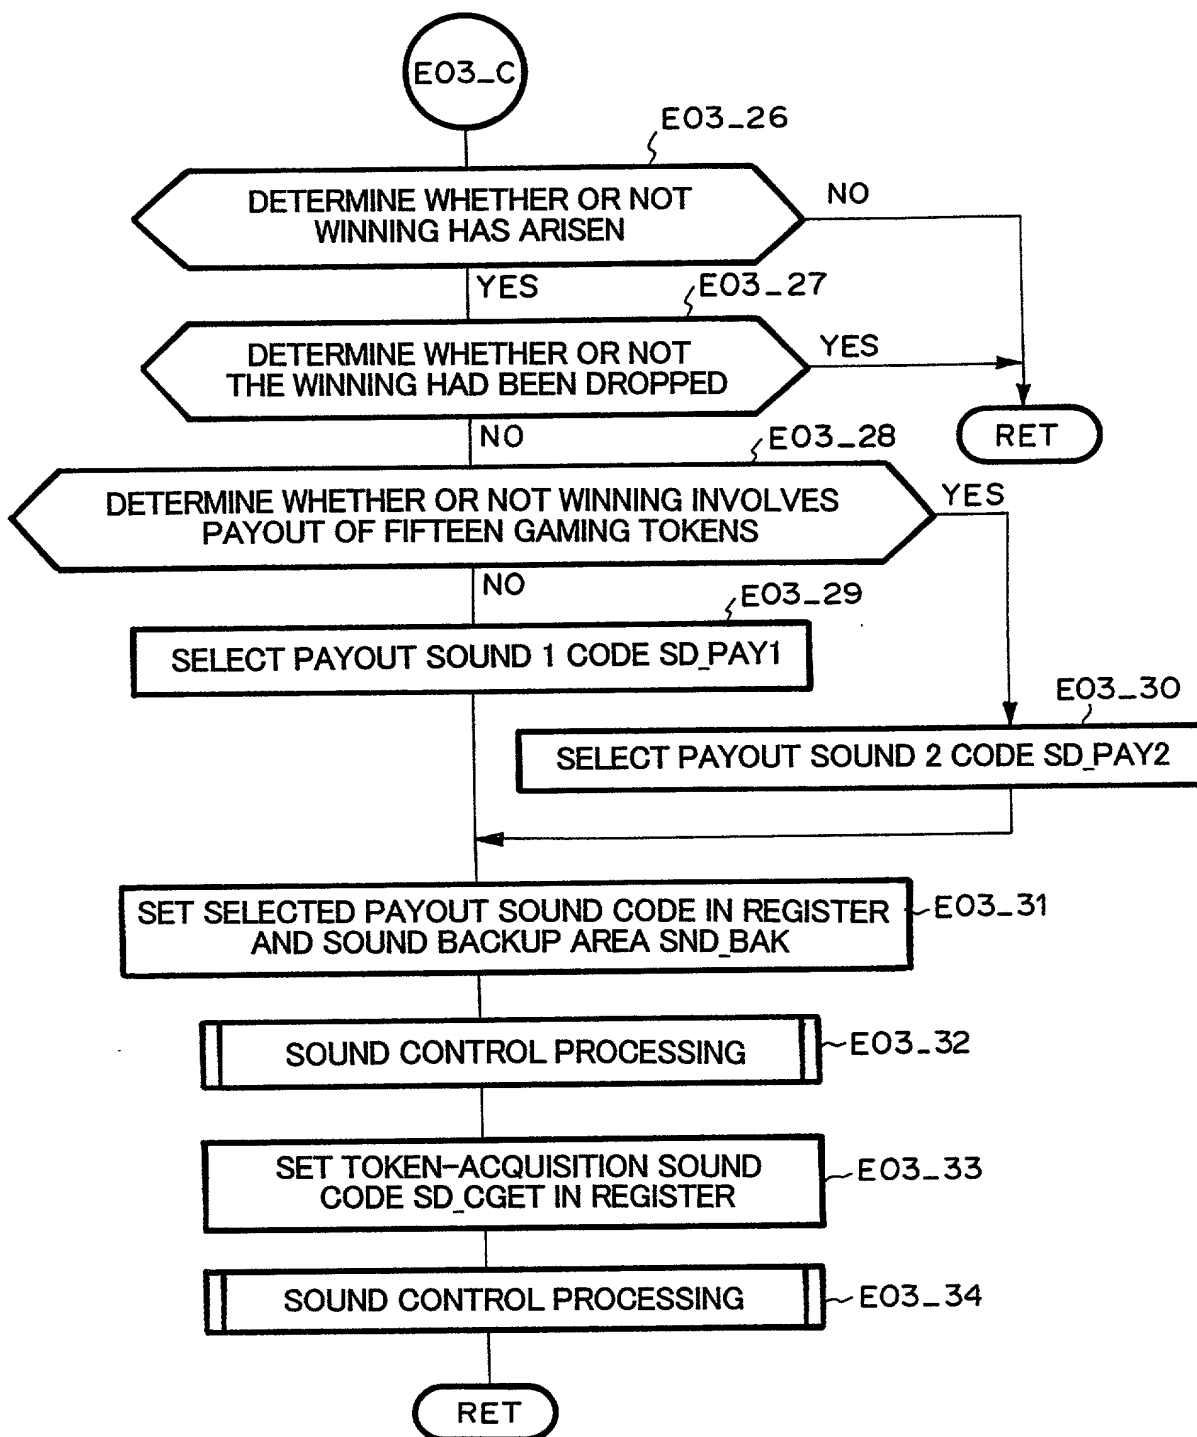 E03_C
E03_26
DETERMINE WHETHER OR NOT
WINNING HAS ARISEN
NO
YES
E03_27
DETERMINE WHETHER OR NOT
THE WINNING HAD BEEN DROPPED
YES
RET
NO
E03_28
DETERMINE WHETHER OR NOT WINNING INVOLVES
PAYOUT OF FIFTEEN GAMING TOKENS
YES
NO
E03_29
SELECT PAYOUT SOUND 1 CODE SD_PAY1
E03_30
SELECT PAYOUT SOUND 2 CODE SD_PAY2
SET SELECTED PAYOUT SOUND CODE IN REGISTER
AND SOUND BACKUP AREA SND_BAK
E03_31
SOUND CONTROL PROCESSING
E03_32
SET TOKEN-ACQUISITION SOUND
CODE SD_CGET IN REGISTER
E03_33
SOUND CONTROL PROCESSING
E03_34
RET